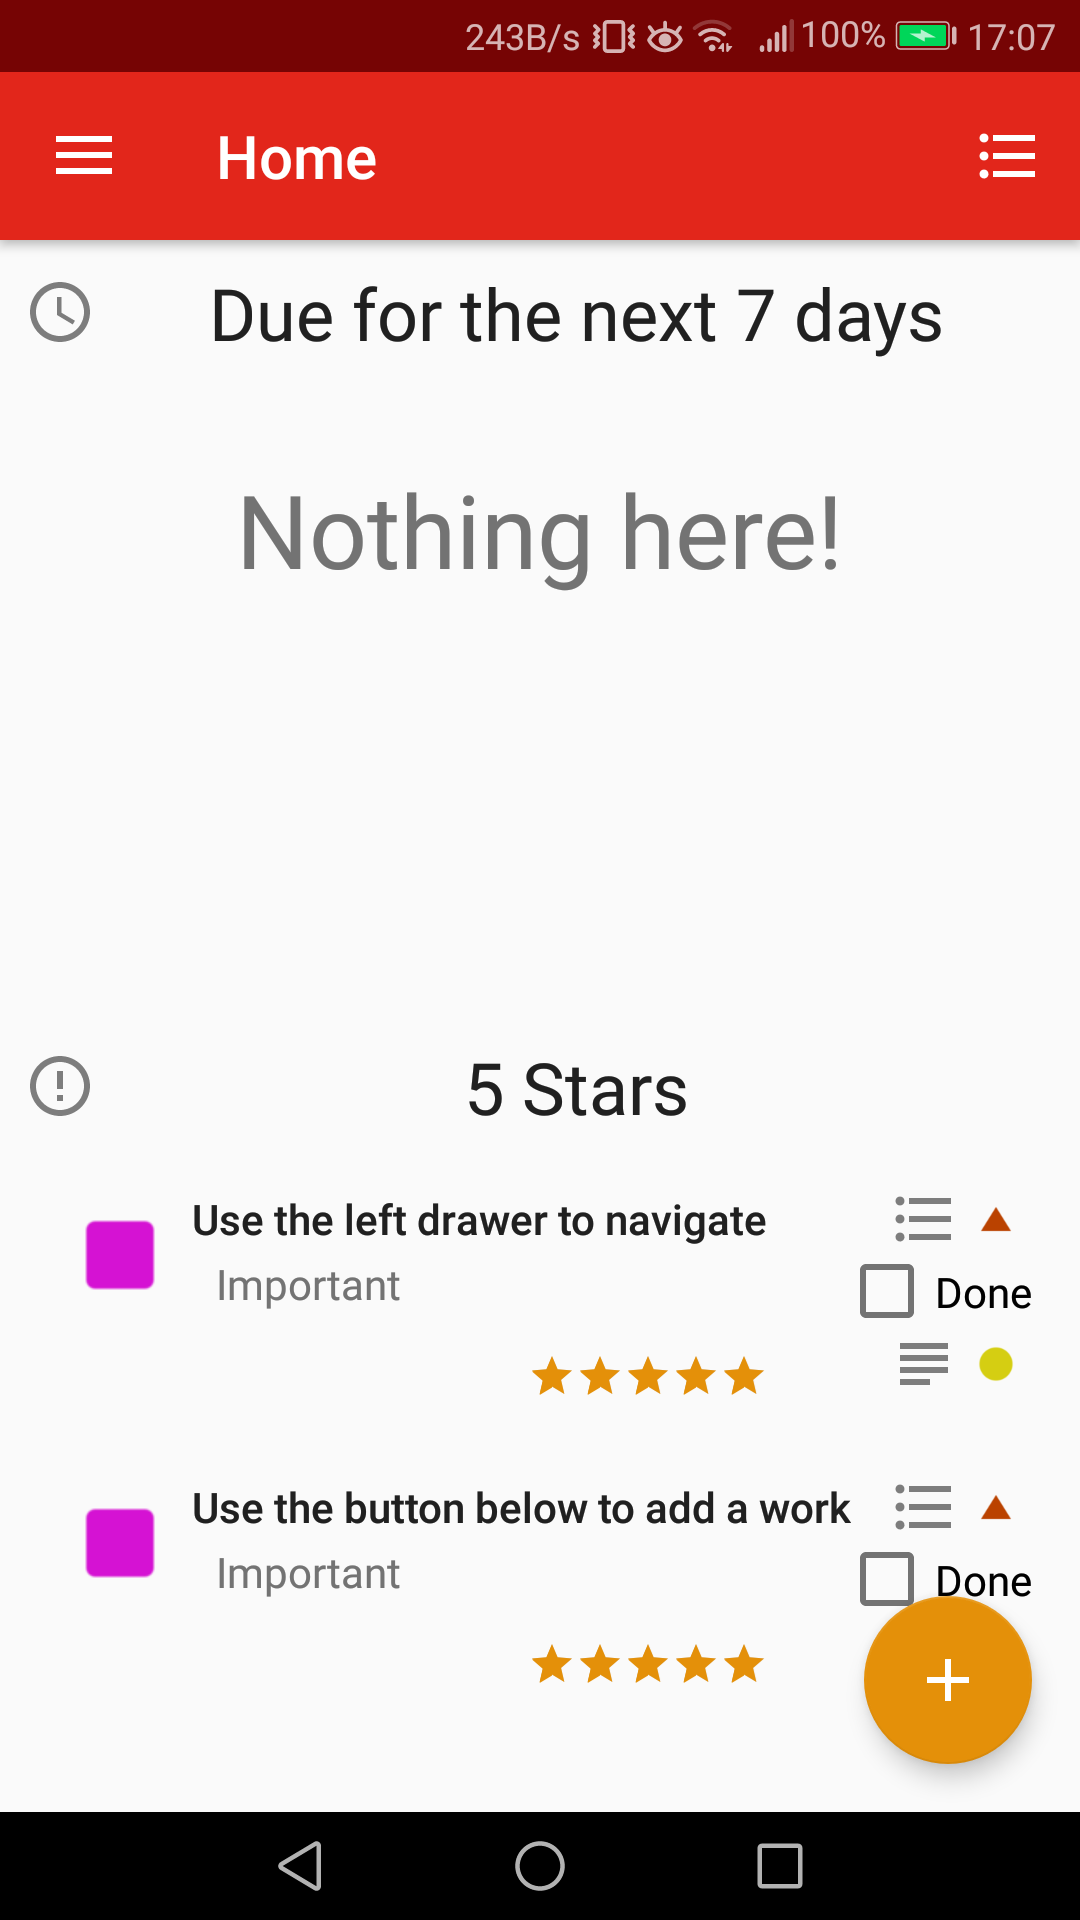 243B/s 100% 17:07
Home
Due for the next 7 days
Nothing here!
5 Stars
Use the left drawer to navigate
Important
Done
Use the button below to add a work
Important
Done